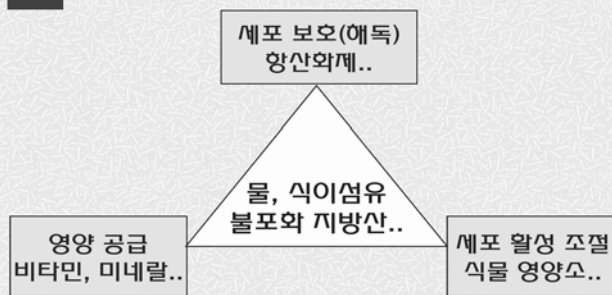 세포 보호(해독)
항산화제..
물, 식이섬유
불포화 지방산..
영양 공급
비타민, 미네랄..
세포 활성 조절
식물 영양소..